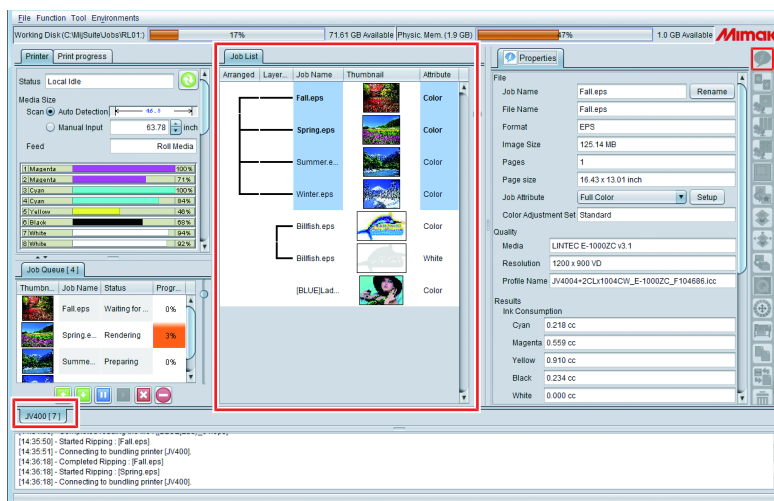 File Function Tool Environments
Working Disk (C:\MijSuite\Jobs\RL01:) 17% 71.61 GB Available Physic. Mem. (1.9 GB) 47% 1.0 GB Available Mimaki
Printer Print progress
Status Local Idle
Media Size
Scan Auto Detection 46.5
Manual Input 63.78 inch
Feed Roll Media
1 Magenta 100%
2 Magenta 71%
3 Cyan 100%
4 Cyan 84%
5 Yellow 46%
6 Black 68%
7 White 94%
8 White 92%
Job Queue [ 4 ]
Thumbn... Job Name Status Progr...
Fall.eps Waiting for ... 0%
Spring.e... Rendering 3%
Summe... Preparing 0%
JV400 [ 7 ]
Job List
Arranged Layer... Job Name Thumbnail Attribute
Fall.eps Color
Spring.eps Color
Summer.e... Color
Winter.eps Color
Billfish.eps Color
Billfish.eps White
[BLUE]Lad... Color
Properties
File
Job Name Fall.eps Rename
File Name Fall.eps
Format EPS
Image Size 125.14 MB
Pages 1
Page size 16.43 x 13.01 inch
Job Attribute Full Color Setup
Color Adjustment Set Standard
Quality
Media LINTEC E-1000ZC v3.1
Resolution 1200 x 900 VD
Profile Name JV4004+2CLx1004CW_E-1000ZC_F104686.icc
Results
Ink Consumption
Cyan 0.218 cc
Magenta 0.559 cc
Yellow 0.910 cc
Black 0.234 cc
White 0.000 cc
[14:35:50] - Started Ripping : [Fall.eps]
[14:35:51] - Connecting to bundling printer [JV400].
[14:36:18] - Completed Ripping : [Fall.eps]
[14:36:18] - Started Ripping : [Spring.eps]
[14:36:18] - Connecting to bundling printer [JV400].